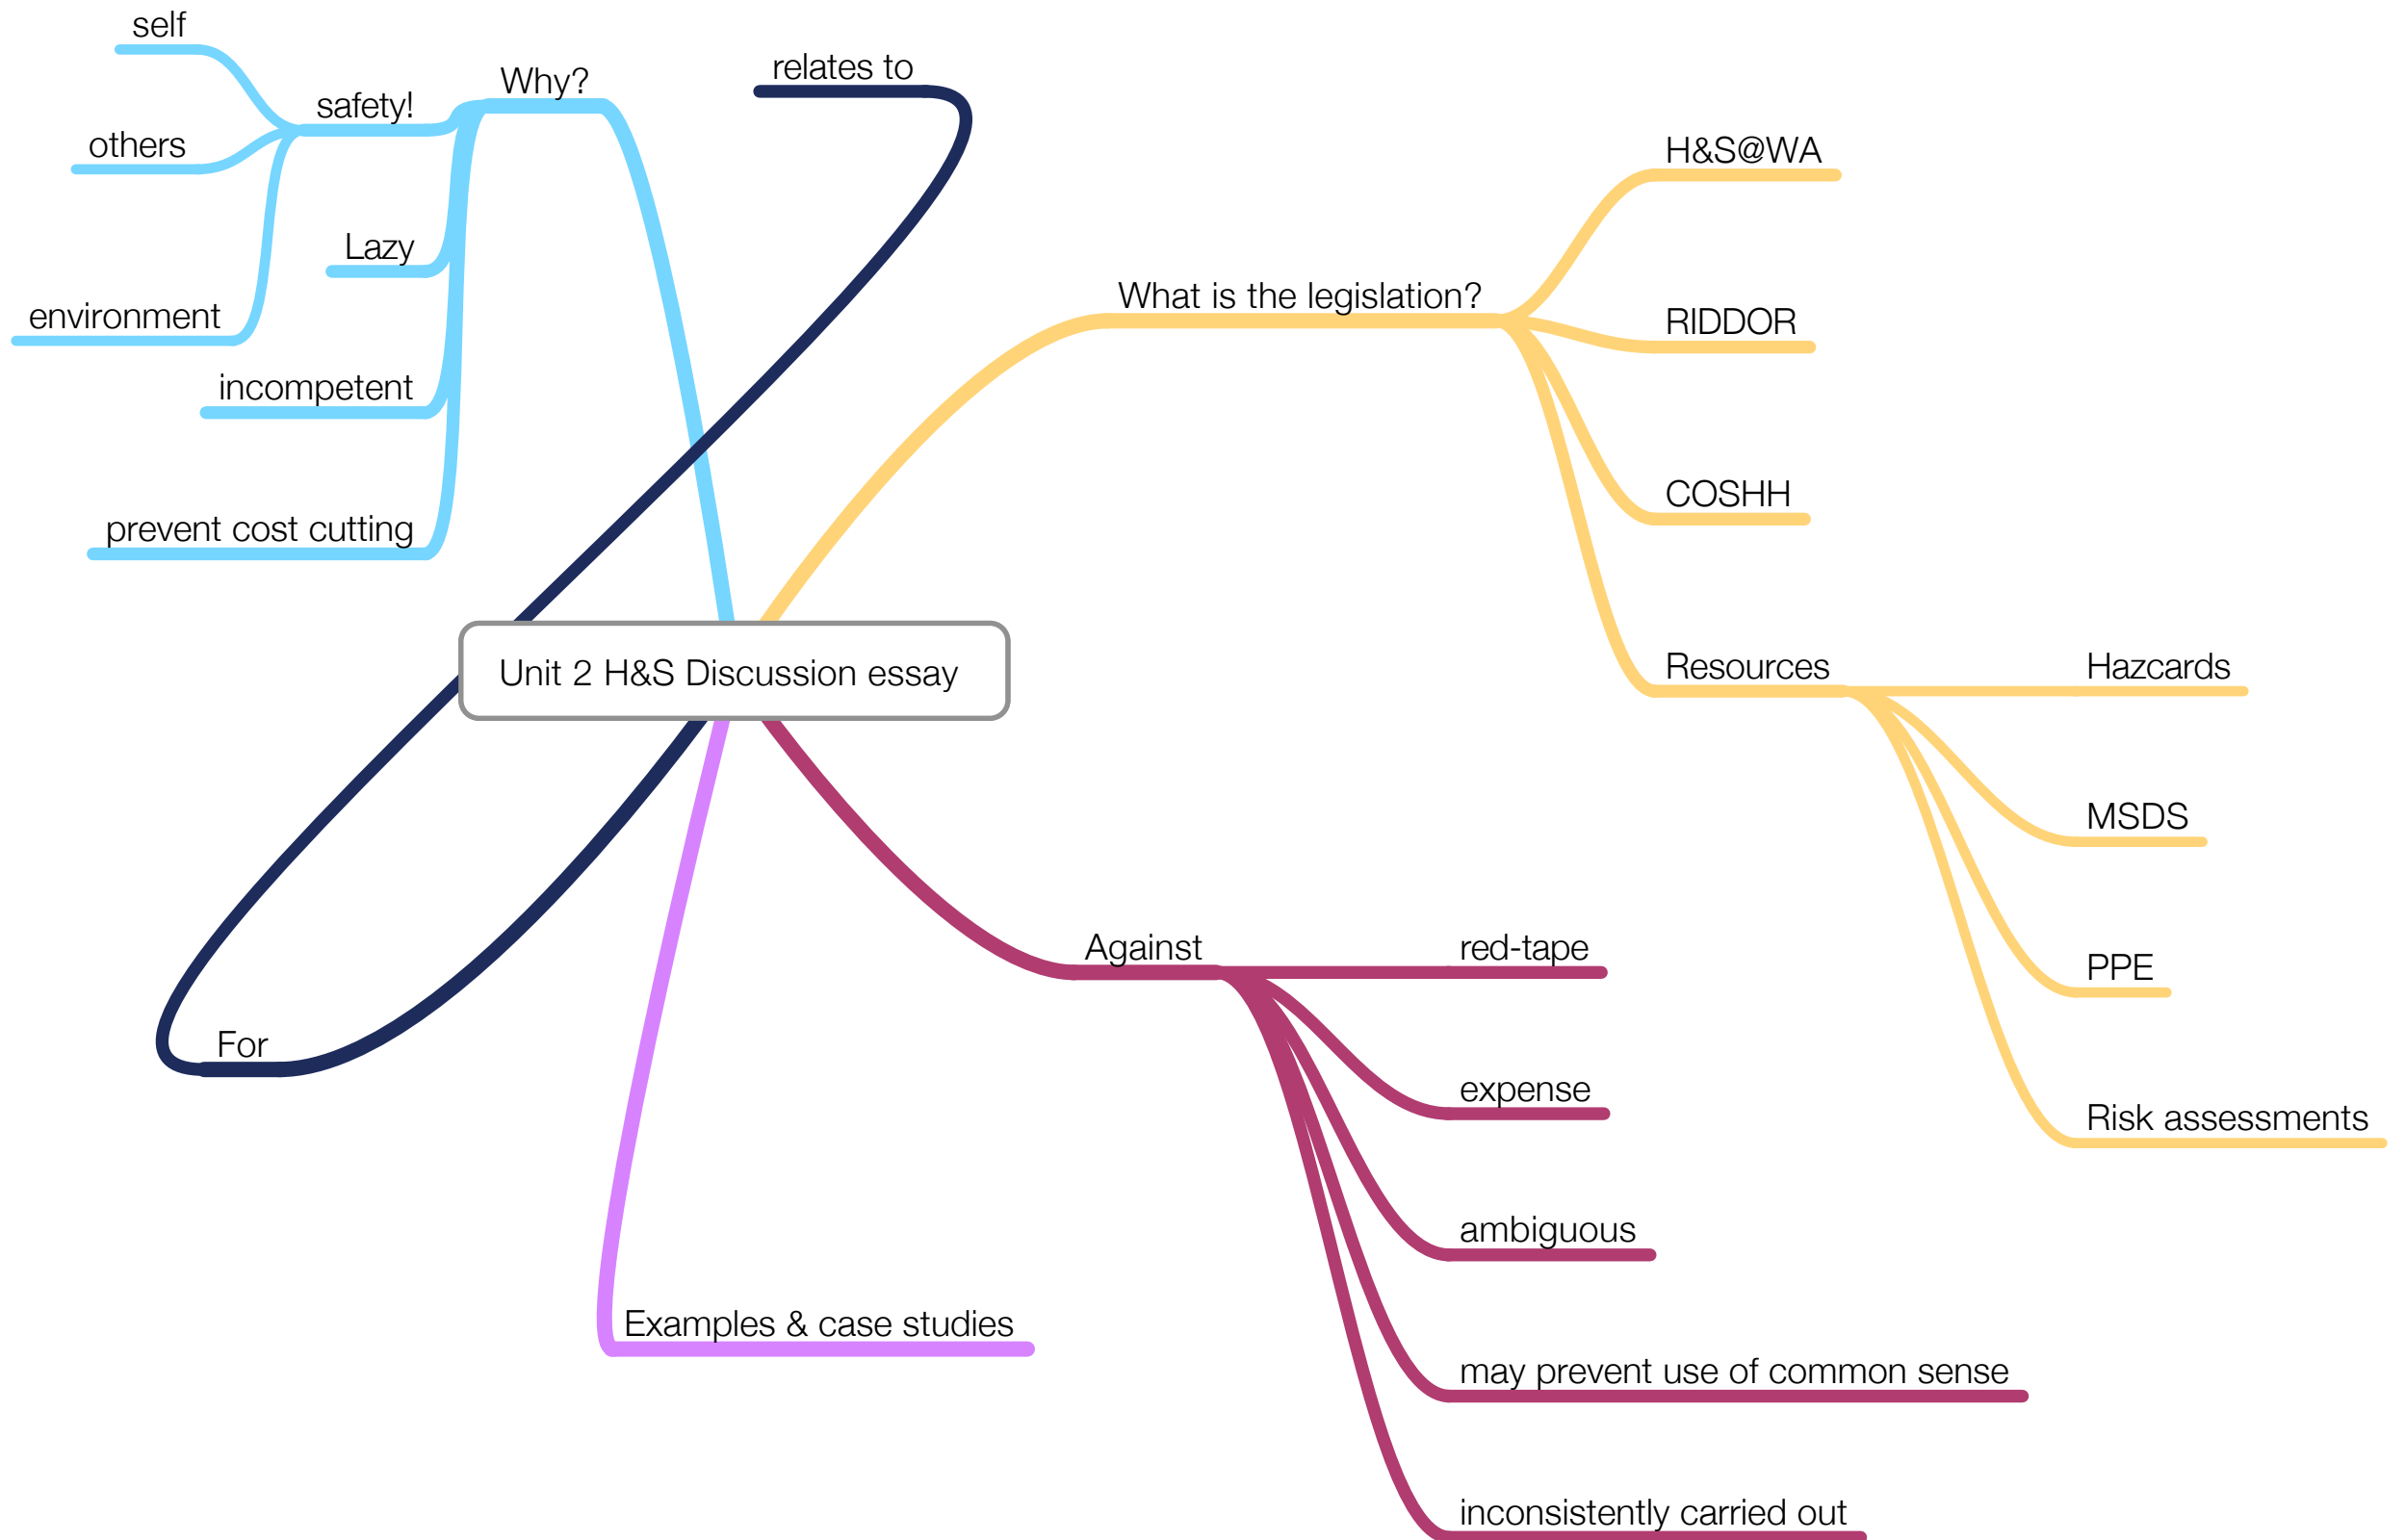 self
safety!
others
environment
Why?
Lazy
incompetent
prevent cost cutting
relates to
What is the legislation?
H&S@WA
RIDDOR
COSHH
Resources
Hazcards
MSDS
PPE
Risk assessments
Unit 2 H&S Discussion essay
For
Examples & case studies
Against
red-tape
expense
ambiguous
may prevent use of common sense
inconsistently carried out